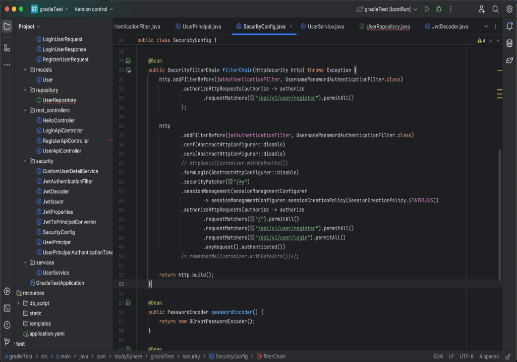 gradleTest
Version control
gradleTest [bootRun]
Project
henticationFilter.java
UserPrincipal.java
SecurityConfig.java
UserService.java
UserRepository.java
JwtDecoder.java
LoginUserRequest
LoginUserResponse
RegisterUserRequest
models
User
repository
UserRepository
rest_controllers
HelloController
LoginApiController
RegisterApiController
UserApiController
security
CustomUserDetailService
JwtAuthenticationFilter
JwtDecoder
JwtIssuer
JwtProperties
JwtToPrincipalConverter
SecurityConfig
UserPrincipal
UserPrincipalAuthenticationToken
services
UserService
GradleTestApplication
resources
db_script
static
templates
application.yaml
test
public class SecurityConfig {
@Bean
public SecurityFilterChain filterChain(HttpSecurity http) throws Exception {
http.addFilterBefore(jwtAuthenticationFilter, UsernamePasswordAuthenticationFilter.class)
.authorizeHttpRequests(authorize -> authorize
.requestMatchers("/api/v1/user/register").permitAll()
);
http
.addFilterBefore(jwtAuthenticationFilter, UsernamePasswordAuthenticationFilter.class)
.csrf(AbstractHttpConfigurer::disable)
.cors(AbstractHttpConfigurer::disable)
// .httpBasic(Customizer.withDefaults())
.formLogin(AbstractHttpConfigurer::disable)
.securityMatcher("/**")
.sessionManagement(sessionManagementConfigurer
-> sessionManagementConfigurer.sessionCreationPolicy(SessionCreationPolicy.STATELESS))
.authorizeHttpRequests(authorize -> authorize
.requestMatchers("/").permitAll()
.requestMatchers("/api/v1/user/register").permitAll()
.requestMatchers("/api/v1/user/login").permitAll()
.anyRequest().authenticated()
/*.rememberMe(Customizer.withDefaults())*/;
return http.build();
}
@Bean
public PasswordEncoder passwordEncoder() {
return new BCryptPasswordEncoder();
}
@Bean
gradleTest > src > main > java > com > studySphere > gradleTest > security > SecurityConfig > filterChain
53:6 LF UTF-8 4 spaces